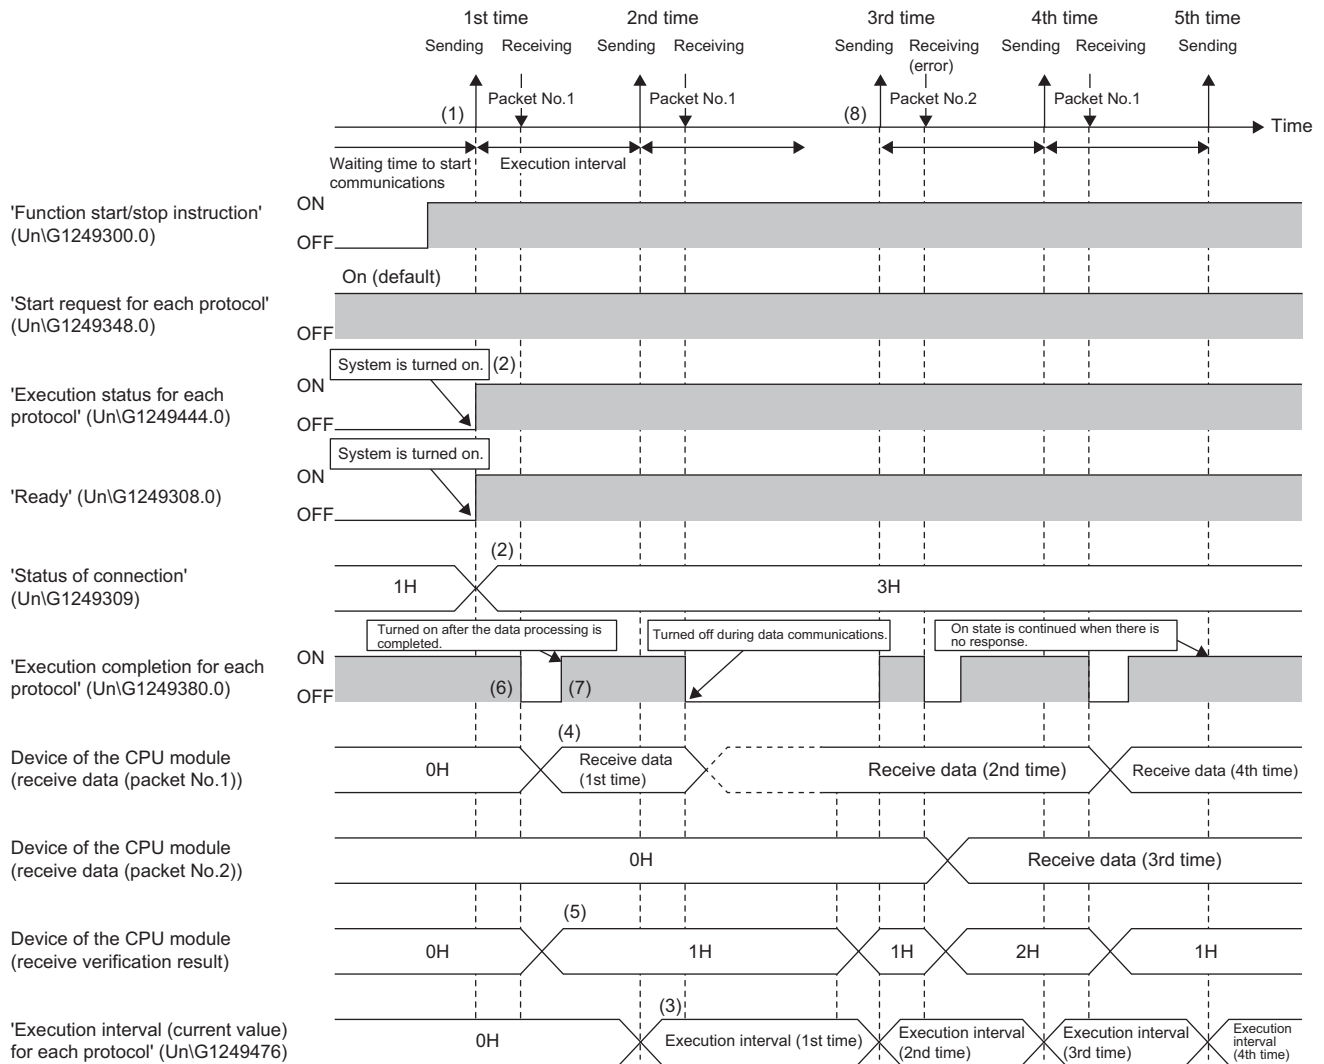 1st time 2nd time 3rd time 4th time 5th time
Sending Receiving Sending Receiving Sending Receiving Sending Receiving Sending
(error)
Packet No.1 Packet No.1 Packet No.2 Packet No.1
(1) (8)
Time
Waiting time to start Execution interval
communications
'Function start/stop instruction'
(Un\G1249300.0)
ON
OFF
On (default)
'Start request for each protocol'
(Un\G1249348.0)
OFF
System is turned on. (2)
'Execution status for each
protocol' (Un\G1249444.0)
ON
OFF
System is turned on.
'Ready' (Un\G1249308.0)
ON
OFF
(2)
'Status of connection'
(Un\G1249309)
1H 3H
Turned on after the data processing is
completed.
Turned off during data communications.
On state is continued when there is
no response.
'Execution completion for each
protocol' (Un\G1249380.0)
ON
OFF
(6) (7)
(4)
Device of the CPU module
(receive data (packet No.1))
0H
Receive data
(1st time)
Receive data (2nd time)
Receive data (4th time)
Device of the CPU module
(receive data (packet No.2))
0H Receive data (3rd time)
(5)
Device of the CPU module
(receive verification result)
0H 1H 1H 2H 1H
(3)
'Execution interval (current value)
for each protocol' (Un\G1249476)
0H
Execution interval (1st time)
Execution interval
(2nd time)
Execution interval
(3rd time)
Execution
interval
(4th time)